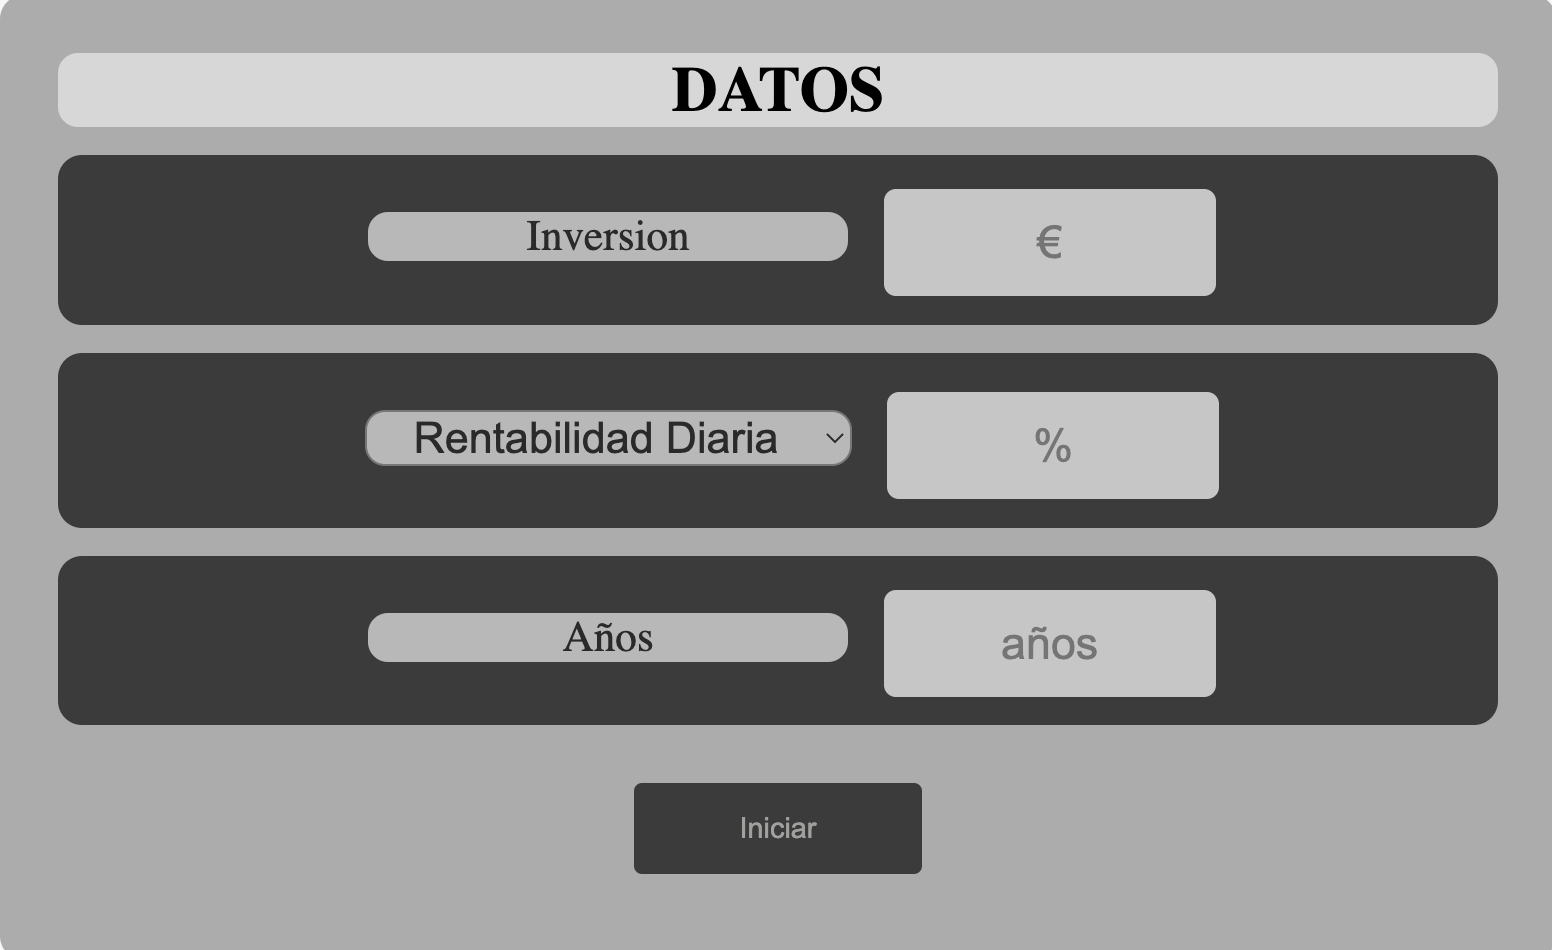 DATOS
Inversion €
Rentabilidad Diaria %
Años años
Iniciar